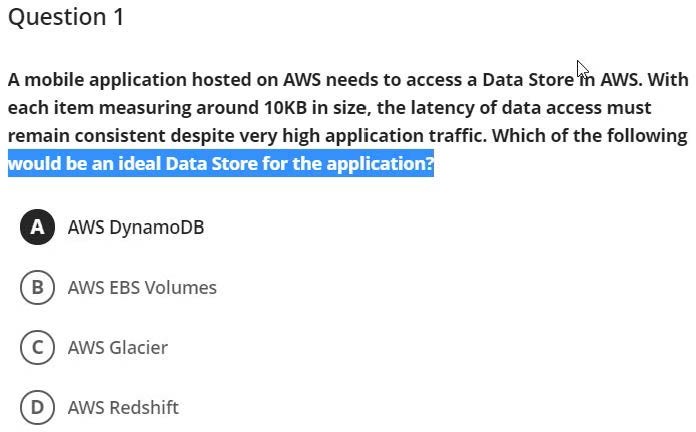 Question 1
A mobile application hosted on AWS needs to access a Data Store in AWS. With
each item measuring around 10KB in size, the latency of data access must
remain consistent despite very high application traffic. Which of the following
would be an ideal Data Store for the application?
A AWS DynamoDB
B AWS EBS Volumes
C AWS Glacier
D AWS Redshift